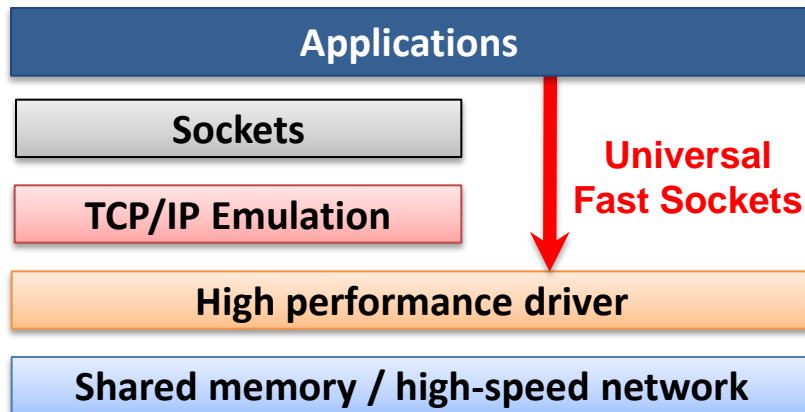 Applications
Sockets
Universal
Fast Sockets
TCP/IP Emulation
High performance driver
Shared memory / high-speed network